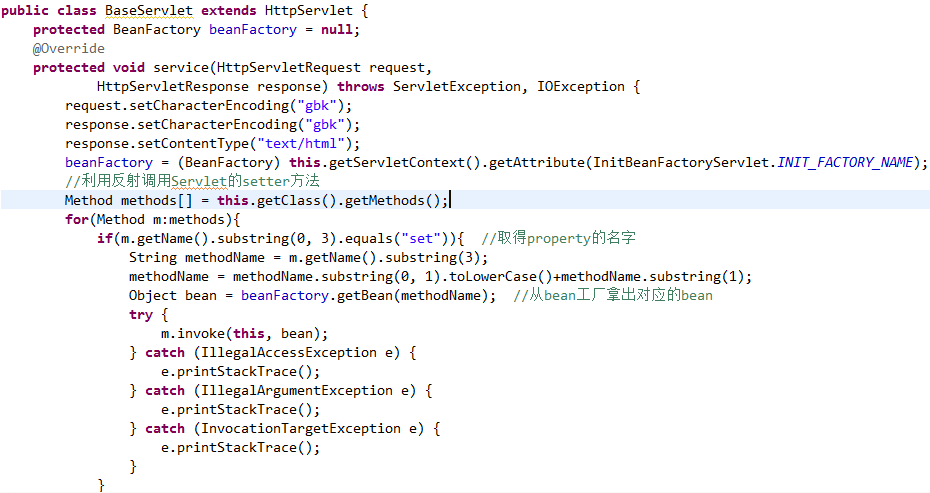 public class BaseServlet extends HttpServlet {
    protected BeanFactory beanFactory = null;
    @Override
    protected void service(HttpServletRequest request,
            HttpServletResponse response) throws ServletException, IOException {
        request.setCharacterEncoding("gbk");
        response.setCharacterEncoding("gbk");
        response.setContentType("text/html");
        beanFactory = (BeanFactory) this.getServletContext().getAttribute(InitBeanFactoryServlet.INIT_FACTORY_NAME);
        //利用反射调用Servlet的setter方法
        Method methods[] = this.getClass().getMethods();
        for(Method m:methods){
            if(m.getName().substring(0, 3).equals("set")){  //取得property的名字
                String methodName = m.getName().substring(3);
                methodName = methodName.substring(0, 1).toLowerCase()+methodName.substring(1);
                Object bean = beanFactory.getBean(methodName);  //从bean工厂拿出对应的bean
                try {
                    m.invoke(this, bean);
                } catch (IllegalAccessException e) {
                    e.printStackTrace();
                } catch (IllegalArgumentException e) {
                    e.printStackTrace();
                } catch (InvocationTargetException e) {
                    e.printStackTrace();
                }
            }